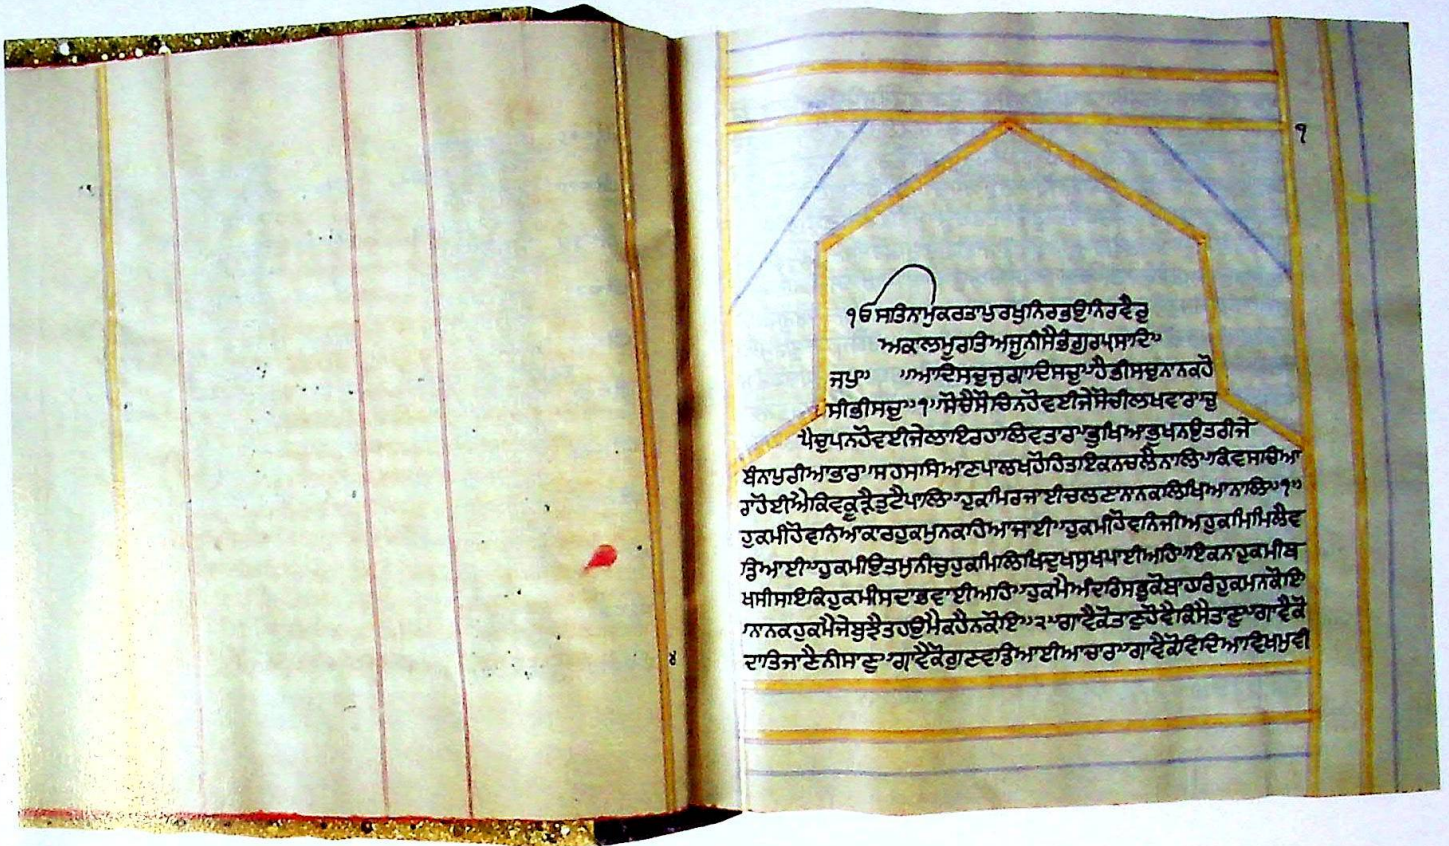 ੧
੧ੳ ਸਤਿਨਾਮੁਕਰਤਾਪੁਰਖੁਨਿਰਭਉਨਿਰਵੈਰੁ
ਅਕਾਲਮੂਰਤਿਅਜੂਨੀਸੈਭੰਗੁਰਪ੍ਰਸਾਦਿ॥
ਜਪੁ॥ ॥ਆਦਿਸਚੁਜੁਗਾਦਿਸਚੁ॥ਹੈਭੀਸਚੁਨਾਨਕਹੋ
ਸੀਭੀਸਚੁ॥੧॥ਸੋਚੈਸੋਚਿਨਹੋਵਈਜੇਸੋਚੀਲਖਵਾਰ॥ਚੁ
ਪੈਚੁਪਨਹੋਵਈਜੇਲਾਇਰਹਾਲਿਵਤਾਰ॥ਭੁਖਿਆਭੁਖਨਉਤਰੀਜੇ
ਬੰਨਾਪੁਰੀਆਭਾਰ॥ਸਹਸਸਿਆਣਪਾਲਖਹੋਹਿਤਾਇਕਨਚਲੈਨਾਲਿ॥ਕਿਵਸਚਿਆ
ਰਾਹੋਈਐਕਿਵਕੂੜੈਤੁਟੈਪਾਲਿ॥ਹੁਕਮਿਰਜਾਈਚਲਣਾਨਾਨਕਲਿਖਿਆਨਾਲਿ॥੧॥
ਹੁਕਮੀਹੋਵਨਿਆਕਾਰਹੁਕਮੁਨਕਹਿਆਜਾਈ॥ਹੁਕਮੀਹੋਵਨਿਜੀਅਹੁਕਮਿਮਿਲੈਵ
ਡਿਆਈ॥ਹੁਕਮੀਉਤਮੁਨੀਚੁਹੁਕਮਿਲਿਖਿਦੁਖਸੁਖਪਾਈਅਹਿ॥ਇਕਨਾਹੁਕਮੀਬ
ਖਸੀਸਇਕਿਹੁਕਮੀਸਦਾਭਵਾਈਅਹਿ॥ਹੁਕਮੈਅੰਦਰਿਸਭੁਕੋਬਾਹਰਿਹੁਕਮਨਕੋਇ
॥ਨਾਨਕਹੁਕਮੈਜੇਬੁਝੈਤਹਉਮੈਕਹੈਨਕੋਇ॥੨॥ਗਾਵੈਕੋਤਾਣੁਹੋਵੈਕਿਸੈਤਾਣੁ॥ਗਾਵੈਕੋ
ਦਾਤਿਜਾਣੈਨੀਸਾਣੁ॥ਗਾਵੈਕੋਗੁਣਵਡਿਆਈਆਚਾਰ॥ਗਾਵੈਕੋਵਿਦਿਆਵਿਖਮੁਵੀ